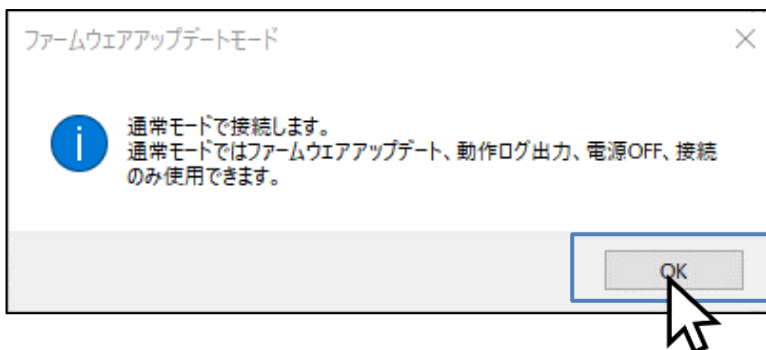 ファームウェアアップデートモード
通常モードで接続します。
通常モードではファームウエアアップデート、動作ログ出力、電源OFF、接続
のみ使用できます。
OK